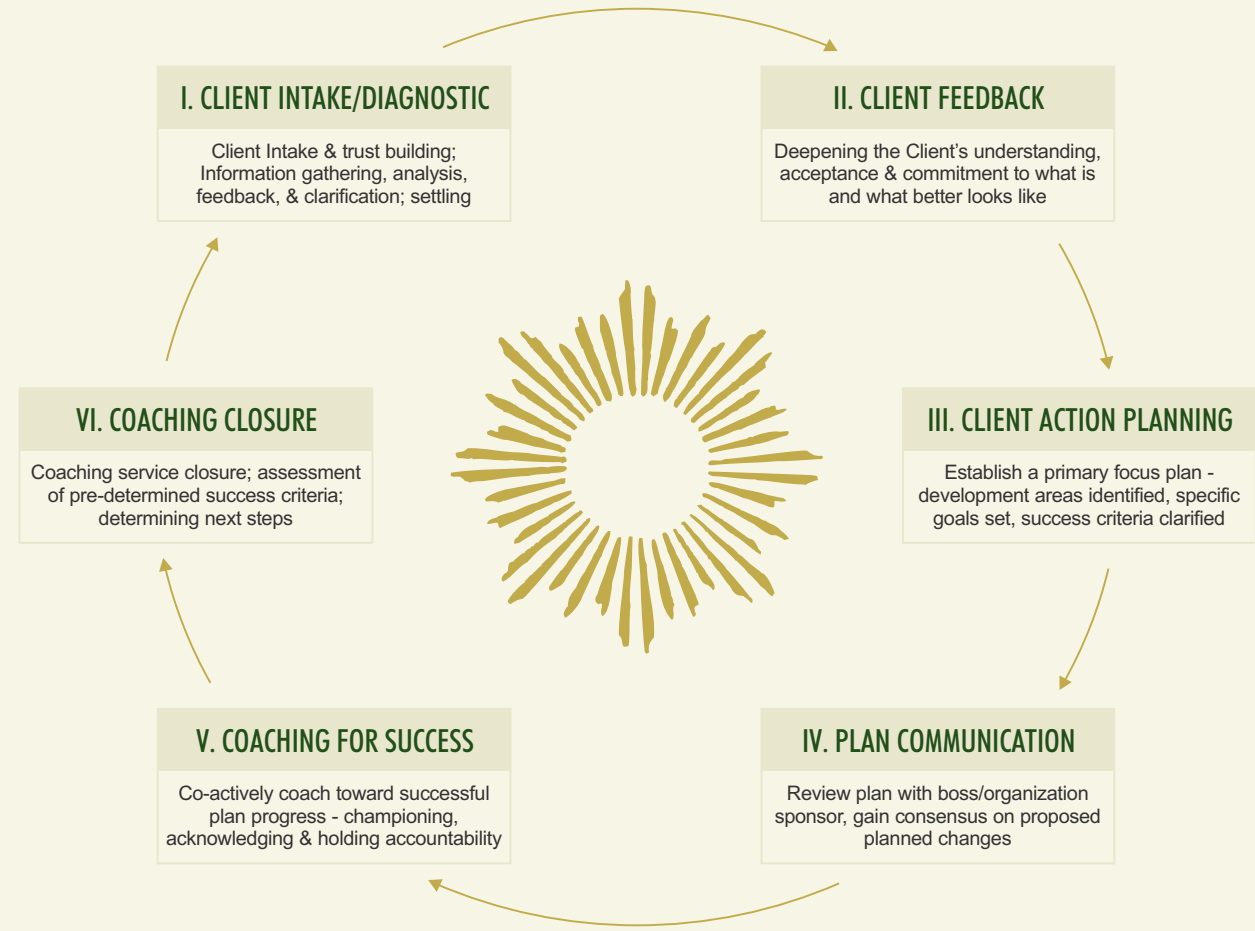 I. CLIENT INTAKE/DIAGNOSTIC
Client Intake & trust building;
Information gathering, analysis,
feedback, & clarification; settling
II. CLIENT FEEDBACK
Deepening the Client’s understanding,
acceptance & commitment to what is
and what better looks like
III. CLIENT ACTION PLANNING
Establish a primary focus plan -
development areas identified, specific
goals set, success criteria clarified
IV. PLAN COMMUNICATION
Review plan with boss/organization
sponsor, gain consensus on proposed
planned changes
V. COACHING FOR SUCCESS
Co-actively coach toward successful
plan progress - championing,
acknowledging & holding accountability
VI. COACHING CLOSURE
Coaching service closure; assessment
of pre-determined success criteria;
determining next steps